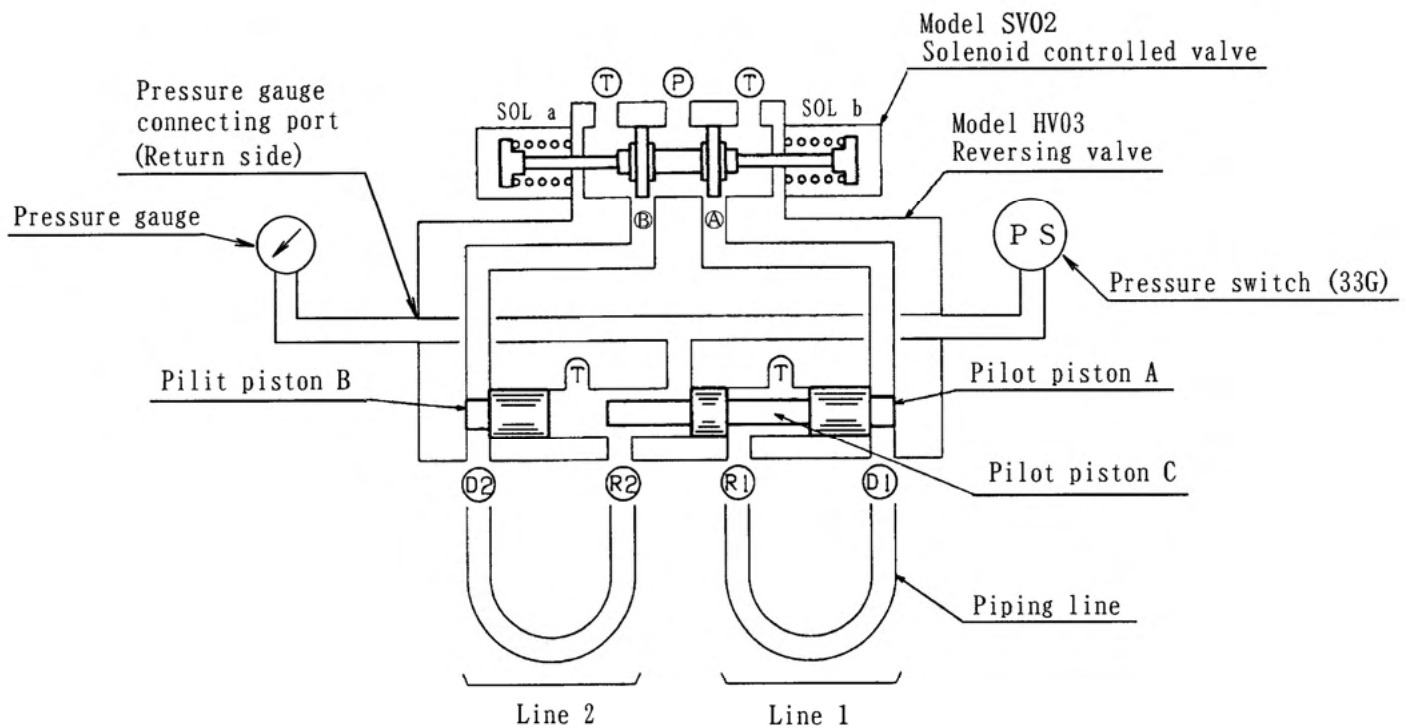 Model SV02
Solenoid controlled valve
Pressure gauge
connecting port
(Return side)
T
P
T
SOL a
SOL b
Model HV03
Reversing valve
Pressure gauge
B
A
P S
Pressure switch (33G)
Pilit piston B
T
T
Pilot piston A
Pilot piston C
D2
R2
R1
D1
Piping line
Line 2
Line 1